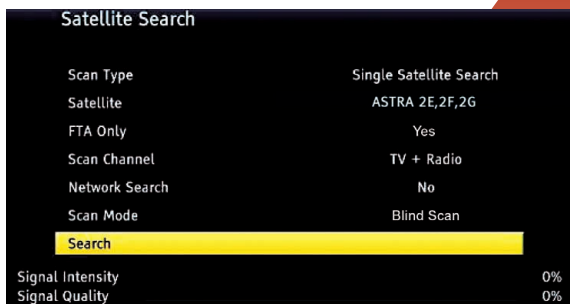 Satellite Search
Scan Type Single Satellite Search
Satellite ASTRA 2E,2F,2G
FTA Only Yes
Scan Channel TV + Radio
Network Search No
Scan Mode Blind Scan
Search
Signal Intensity 0%
Signal Quality 0%